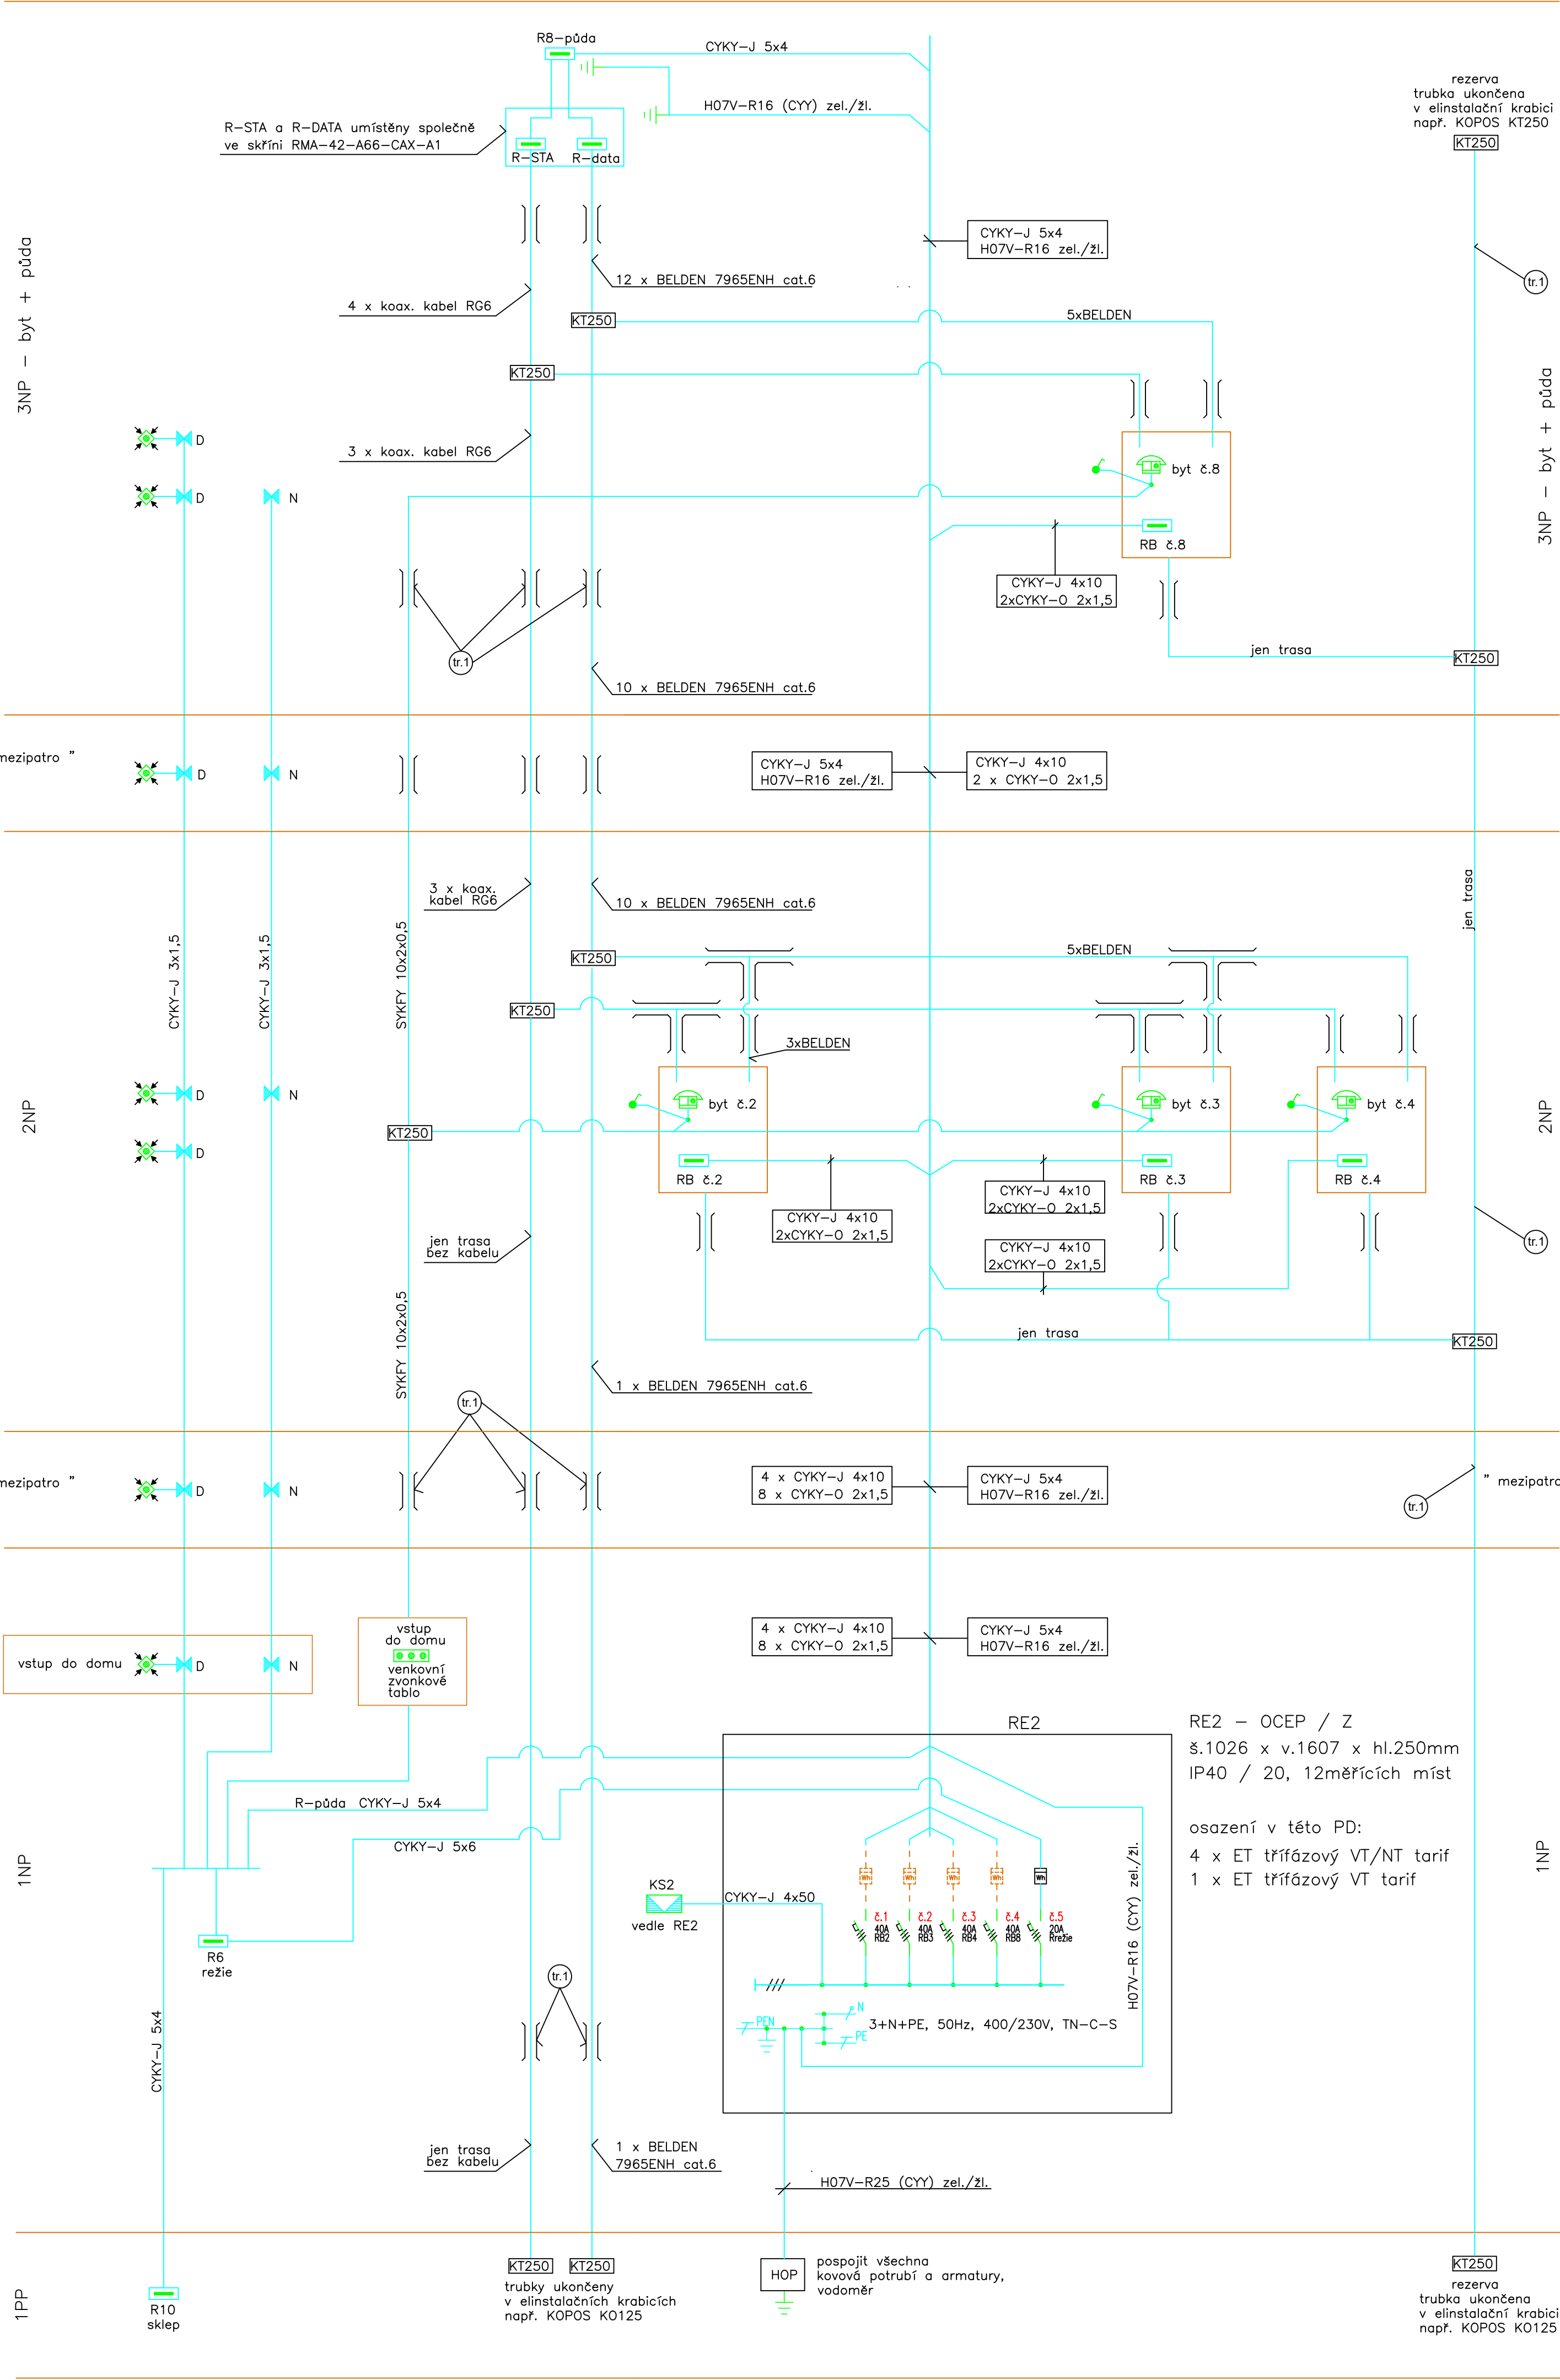 R8-půda
CYKY-J 5x4
H07V-R16 (CYY) zel./žl.
R-STA a R-DATA umístěny společně
ve skříni RMA-42-A66-CAX-A1
R-STA
R-data
rezerva
trubka ukončena
v elinstalační krabici
např. KOPOS KT250
KT250
CYKY-J 5x4
H07V-R16 zel./žl.
tr.1
12 x BELDEN 7965ENH cat.6
4 x koax. kabel RG6
KT250
5xBELDEN
KT250
3NP - byt + půda
3NP - byt + půda
D
3 x koax. kabel RG6
byt č.8
D
N
RB č.8
CYKY-J 4x10
2xCYKY-O 2x1,5
tr.1
jen trasa
KT250
10 x BELDEN 7965ENH cat.6
mezipatro "
D
N
CYKY-J 5x4
H07V-R16 zel./žl.
CYKY-J 4x10
2 x CYKY-O 2x1,5
3 x koax.
kabel RG6
10 x BELDEN 7965ENH cat.6
jen trasa
CYKY-J 3x1,5
CYKY-J 3x1,5
SYKFY 10x2x0,5
KT250
5xBELDEN
KT250
3xBELDEN
2NP
D
N
byt č.2
byt č.3
byt č.4
2NP
KT250
D
RB č.2
RB č.3
RB č.4
CYKY-J 4x10
2xCYKY-O 2x1,5
CYKY-J 4x10
2xCYKY-O 2x1,5
CYKY-J 4x10
2xCYKY-O 2x1,5
jen trasa
bez kabelu
tr.1
SYKFY 10x2x0,5
jen trasa
KT250
1 x BELDEN 7965ENH cat.6
tr.1
mezipatro "
D
N
4 x CYKY-J 4x10
8 x CYKY-O 2x1,5
CYKY-J 5x4
H07V-R16 zel./žl.
" mezipatro
tr.1
vstup do domu
D
N
vstup
do domu
venkovní
zvonkové
tablo
4 x CYKY-J 4x10
8 x CYKY-O 2x1,5
CYKY-J 5x4
H07V-R16 zel./žl.
RE2
RE2 - OCEP / Z
š.1026 x v.1607 x hl.250mm
IP40 / 20, 12měřících míst
osazení v této PD:
4 x ET třífázový VT/NT tarif
1 x ET třífázový VT tarif
R-půda CYKY-J 5x4
CYKY-J 5x6
1NP
1NP
Wh
Wh
Wh
Wh
Wh
KS2
vedle RE2
CYKY-J 4x50
č.1
40A
RB2
č.2
40A
RB3
č.3
40A
RB4
č.4
40A
RB8
č.5
20A
Rrežie
H07V-R16 (CYY) zel./žl.
R6
režie
tr.1
PEN
N
PE
3+N+PE, 50Hz, 400/230V, TN-C-S
CYKY-J 5x4
jen trasa
bez kabelu
1 x BELDEN
7965ENH cat.6
H07V-R25 (CYY) zel./žl.
1PP
R10
sklep
KT250
KT250
trubky ukončeny
v elinstalačních krabicích
např. KOPOS KO125
HOP
pospojit všechna
kovová potrubí a armatury,
vodoměr
KT250
rezerva
trubka ukončena
v elinstalační krabici
např. KOPOS KO125